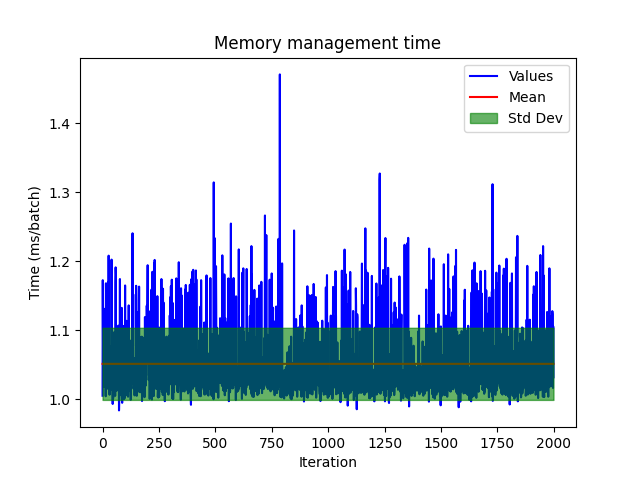 Memory management time
Values
Mean
Std Dev
Time (ms/batch)
1.4
1.3
1.2
1.1
1.0
0 250 500 750 1000 1250 1500 1750 2000
Iteration